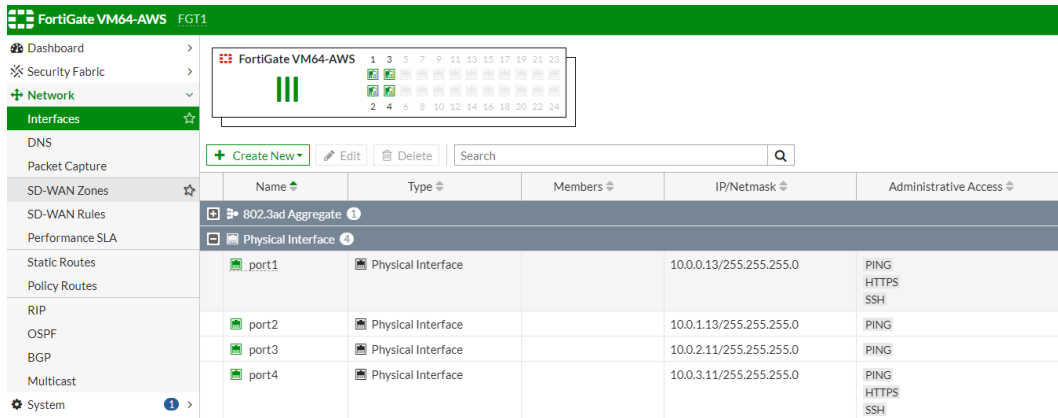 FortiGate VM64-AWS FGT1
Dashboard
Security Fabric
Network
Interfaces
DNS
Packet Capture
SD-WAN Zones
SD-WAN Rules
Performance SLA
Static Routes
Policy Routes
RIP
OSPF
BGP
Multicast
System 1
FortiGate VM64-AWS
1 3 5 7 9 11 13 15 17 19 21 23
2 4 6 8 10 12 14 16 18 20 22 24
Create New Edit Delete Search
Name Type Members IP/Netmask Administrative Access
802.3ad Aggregate 1
Physical Interface 4
port1 Physical Interface 10.0.0.13/255.255.255.0 PING
HTTPS
SSH
port2 Physical Interface 10.0.1.13/255.255.255.0 PING
port3 Physical Interface 10.0.2.11/255.255.255.0 PING
port4 Physical Interface 10.0.3.11/255.255.255.0 PING
HTTPS
SSH